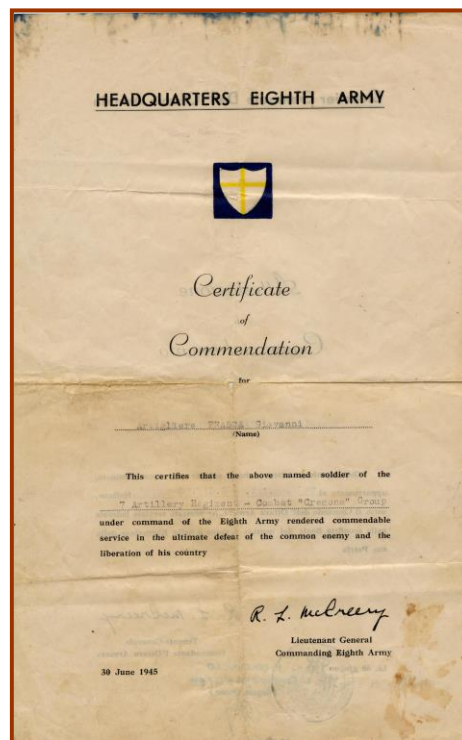 HEADQUARTERS EIGHTH ARMY
Certificate
of
Commendation
for
Artigliere Giovanni
(Name)
This certifies that the above named soldier of the
7 Artillery Regiment - Combat Group
under command of the Eighth Army rendered commendable
service in the ultimate defeat of the common enemy and the
liberation of his country
R. L. McCreery
Lieutenant General
Commanding Eighth Army
30 June 1945